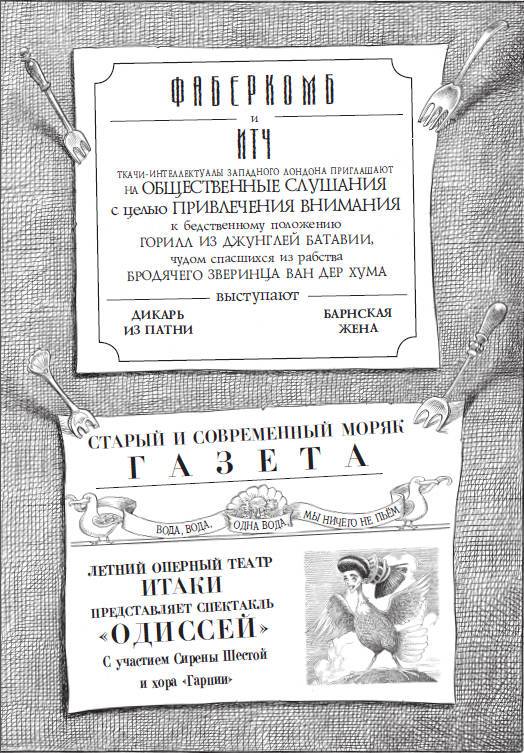 ФАБЕРКОМБ
и
ИТЧ
ТКАЧИ-ИНТЕЛЛЕКТУАЛЫ ЗАПАДНОГО ЛОНДОНА ПРИГЛАШАЮТ
НА ОБЩЕСТВЕННЫЕ СЛУШАНИЯ
с целью ПРИВЛЕЧЕНИЯ ВНИМАНИЯ
к бедственному положению
ГОРИЛЛ ИЗ ДЖУНГЛЕЙ БАТАВИИ,
чудом спасшихся из рабства
БРОДЯЧЕГО ЗВЕРИНЦА ВАН ДЕР ХУМА
выступают
ДИКАРЬ
ИЗ ПАТНИ
БАРНСКАЯ
ЖЕНА
СТАРЫЙ И СОВРЕМЕННЫЙ МОРЯК
ГАЗЕТА
ВОДА, ВОДА, ОДНА ВОДА, МЫ НИЧЕГО НЕ ПЬЁМ
ЛЕТНИЙ ОПЕРНЫЙ ТЕАТР
ИТАКИ
ПРЕДСТАВЛЯЕТ СПЕКТАКЛЬ
«ОДИССЕЙ»
С участием Сирены Шестой
и хора «Гарпии»